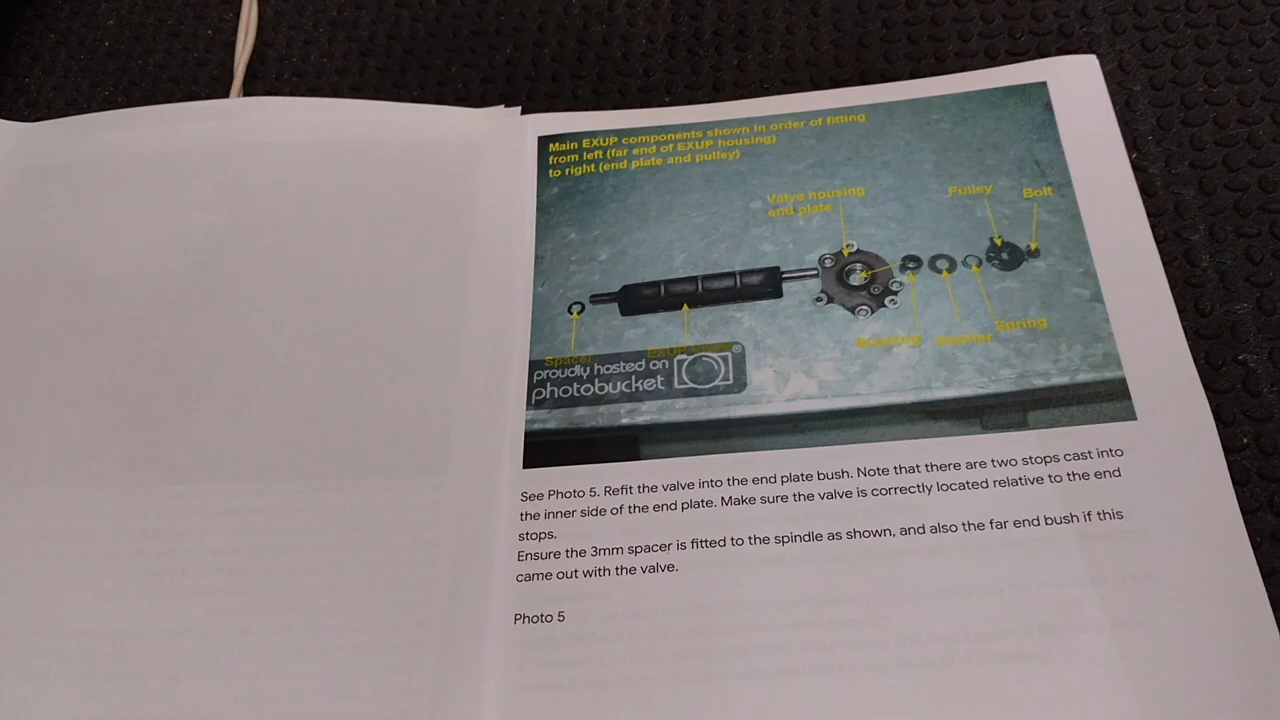 Main EXUP components shown in order of fitting
from left (far end of EXUP housing)
to right (end plate and pulley)
Valve housing
end plate
Pulley
Bolt
Spring
Washer
Bushing
Spacer
EXUP
proudly hosted on
photobucket®
See Photo 5. Refit the valve into the end plate bush. Note that there are two stops cast into
the inner side of the end plate. Make sure the valve is correctly located relative to the end
stops.
Ensure the 3mm spacer is fitted to the spindle as shown, and also the far end bush if this
came out with the valve.
Photo 5